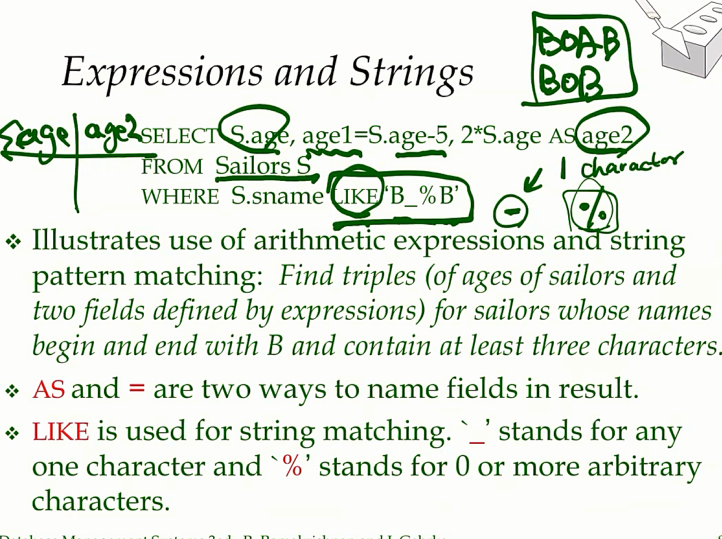 BOAB
BOB
Expressions and Strings
age | age2
SELECT S.age, age1=S.age-5, 2*S.age AS age2
1 character
FROM Sailors S
WHERE S.sname LIKE ‘B_%B’
_ %
❖ Illustrates use of arithmetic expressions and string
pattern matching: Find triples (of ages of sailors and
two fields defined by expressions) for sailors whose names
begin and end with B and contain at least three characters.
❖ AS and = are two ways to name fields in result.
❖ LIKE is used for string matching. `_’ stands for any
one character and `%’ stands for 0 or more arbitrary
characters.